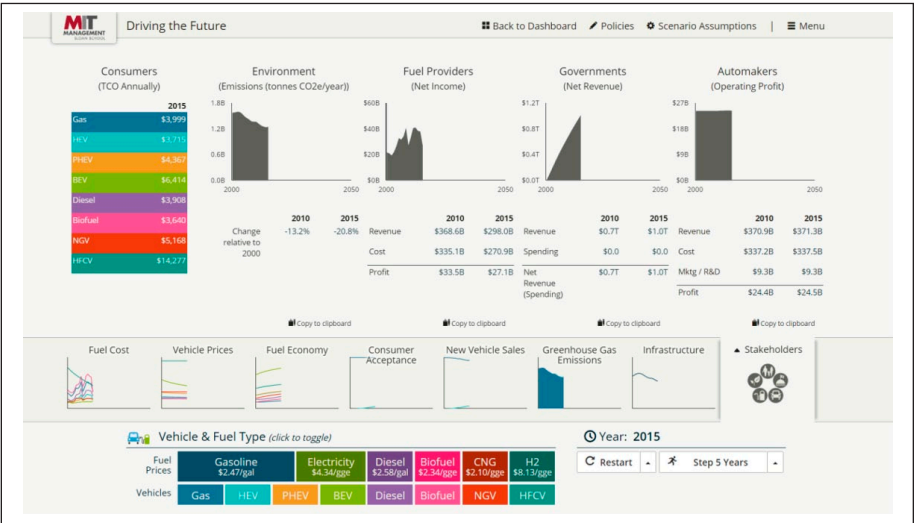 MIT
MANAGEMENT
SLOAN SCHOOL
Driving the Future
Back to Dashboard Policies Scenario Assumptions | Menu
Consumers
(TCO Annually)
2015
Gas $3,999
HEV $3,715
PHEV $4,367
BEV $6,414
Diesel $3,908
Biofuel $3,640
NGV $5,168
HFCV $14,277
Environment
(Emissions (tonnes CO2e/year))
1.8B
1.2B
0.6B
0.0B
2000 2050
2010 2015
Change relative to 2000 -13.2% -20.8%
Copy to clipboard
Fuel Providers
(Net Income)
$60B
$40B
$20B
$0B
2000 2050
2010 2015
Revenue $368.6B $298.0B
Cost $335.1B $270.9B
Profit $33.5B $27.1B
Copy to clipboard
Governments
(Net Revenue)
$1.2T
$0.8T
$0.4T
$0.0T
2000 2050
2010 2015
Revenue $0.7T $1.0T
Spending $0.0 $0.0
Net Revenue (Spending) $0.7T $1.0T
Copy to clipboard
Automakers
(Operating Profit)
$27B
$18B
$9B
$0B
2000 2050
2010 2015
Revenue $370.9B $371.3B
Cost $337.2B $337.5B
Mktg / R&D $9.3B $9.3B
Profit $24.4B $24.5B
Copy to clipboard
Fuel Cost
Vehicle Prices
Fuel Economy
Consumer
Acceptance
New Vehicle Sales
Greenhouse Gas
Emissions
Infrastructure
Stakeholders
Vehicle & Fuel Type (click to toggle)
Fuel
Prices
Gasoline
$2.47/gal
Electricity
$4.34/gge
Diesel
$2.58/gal
Biofuel
$2.34/gge
CNG
$2.10/gge
H2
$8.13/gge
Vehicles Gas HEV PHEV BEV Diesel Biofuel NGV HFCV
Year: 2015
Restart Step 5 Years